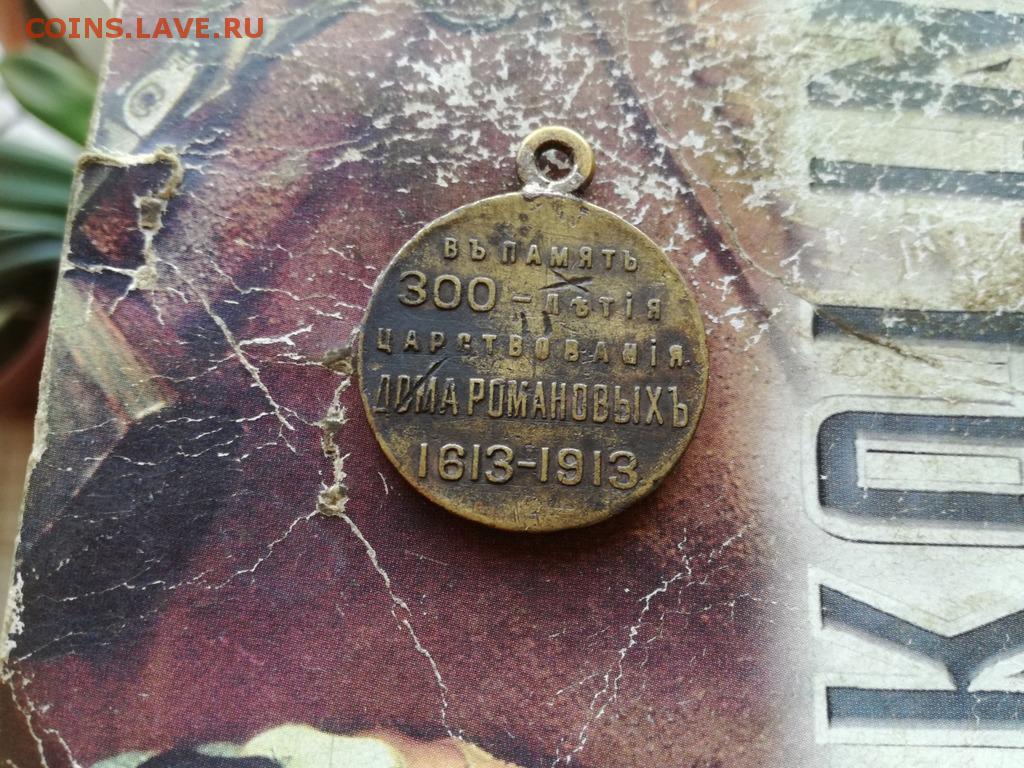 COINS.LAVE.RU
ВЪ ПАМЯТЬ
300-ЛѢТІЯ
ЦАРСТВОВАНІЯ
ДОМА РОМАНОВЫХЪ
1613-1913